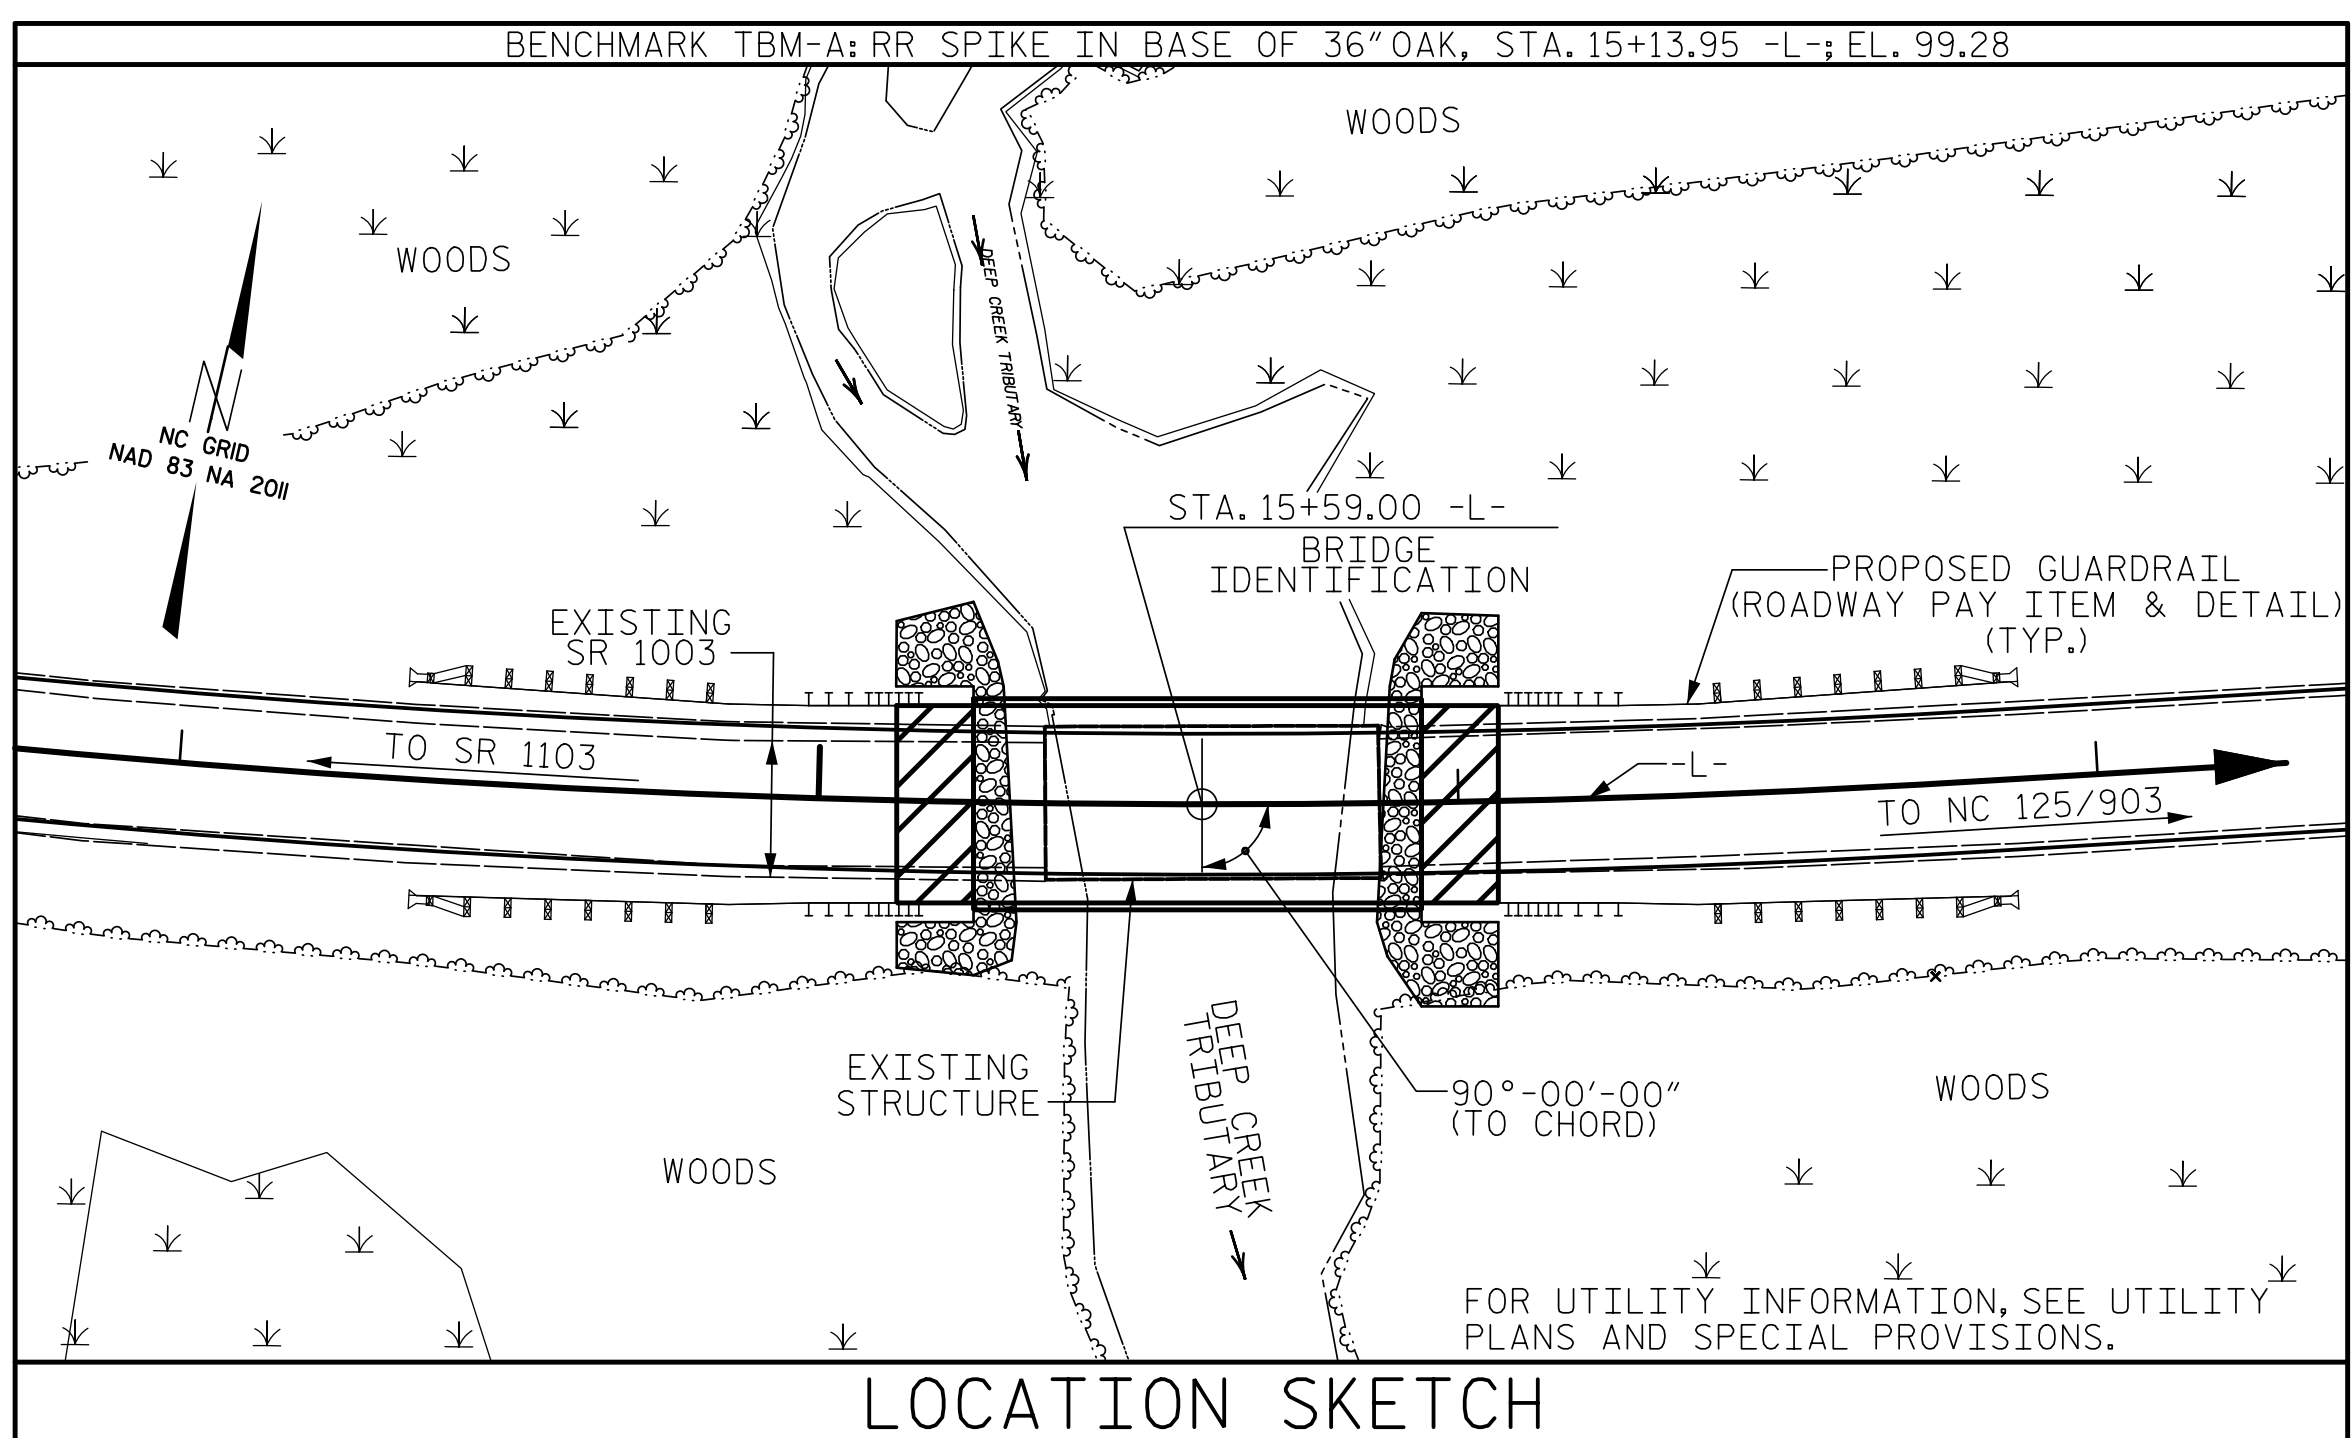 BENCHMARK TBM-A: RR SPIKE IN BASE OF 36" OAK, STA. 15+13.95 -L-; EL. 99.28
WOODS
WOODS
DEEP CREEK TRIBUTARY
NC GRID
NAD 83 NA 2011
STA. 15+59.00 -L-
BRIDGE
IDENTIFICATION
PROPOSED GUARDRAIL
(ROADWAY PAY ITEM & DETAIL)
(TYP.)
EXISTING
SR 1003
TO SR 1103
-L-
TO NC 125/903
EXISTING
STRUCTURE
DEEP CREEK
TRIBUTARY
90°-00'-00"
(TO CHORD)
WOODS
WOODS
FOR UTILITY INFORMATION, SEE UTILITY
PLANS AND SPECIAL PROVISIONS.
LOCATION SKETCH